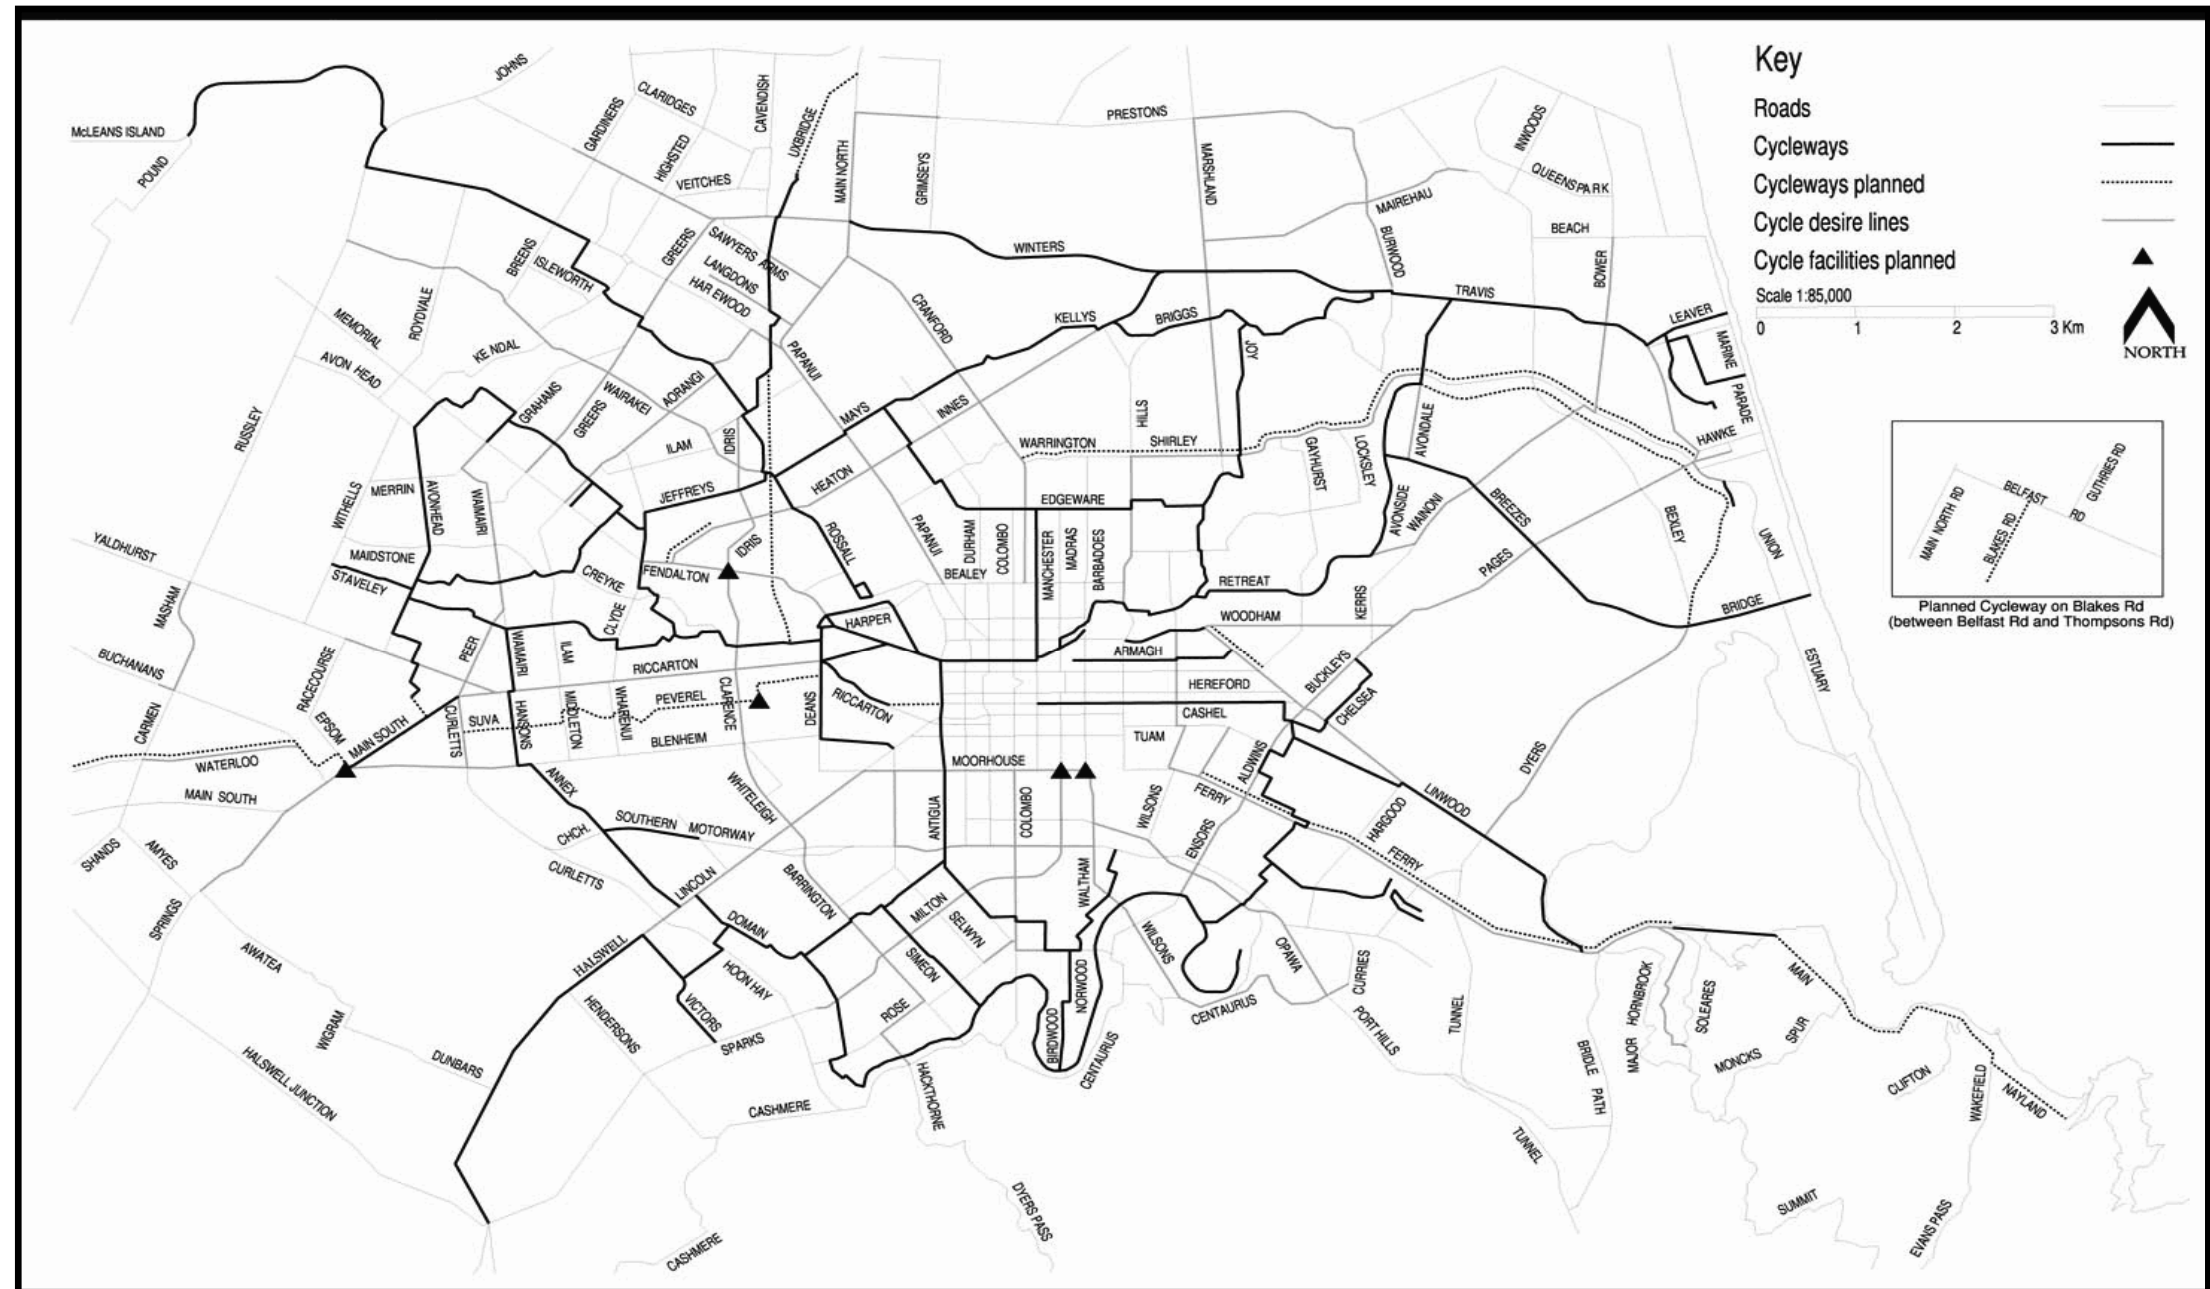 Key
Roads
Cycleways
Cycleways planned
Cycle desire lines
Cycle facilities planned
Scale 1:85,000
0 1 2 3 Km
NORTH
McLEANS ISLAND
POUND
JOHNS
GARDINERS
CLARIDGES
HIGHSTED
CAVENDISH
UXBRIDGE
VEITCHES
MAIN NORTH
GRIMSEYS
PRESTONS
MARSHLAND
MAIREHAU
BURWOOD
INWOODS
QUEENSPARK
BEACH
BOWER
BREENS
ISLEWORTH
GREERS
SAWYERS ARMS
LANGDONS
HAREWOOD
WINTERS
CRANFORD
KELLYS
BRIGGS
TRAVIS
LEAVER
MARINE
PARADE
MEMORIAL
ROYDVALE
AVON HEAD
KE NDAL
PAPANUI
JOY
RUSSLEY
GRAHAMS
GREERS
WAIRAKEI
AORANGI
MAYS
INNES
HILLS
AVONDALE
HAWKE
ILAM
IDRIS
WARRINGTON
SHIRLEY
GAYHURST
LOCKSLEY
WITHELLS
MERRIN
AVONHEAD
WAIMAIRI
JEFFREYS
HEATON
EDGEWARE
AVONSIDE
WAINONI
BREEZES
BEXLEY
UNION
YALDHURST
MAIDSTONE
STAVELEY
ROSSALL
IDRIS
PAPANUI
DURHAM
COLOMBO
MANCHESTER
MADRAS
BARBADOES
BEALEY
PAGES
CREYKE
FENDALTON
RETREAT
MASHAM
CLYDE
HARPER
WOODHAM
KERRS
BRIDGE
BUCHANANS
PEER
WAIMAIRI
ILAM
RICCARTON
ARMAGH
BUCKLEYS
ESTUARY
RACECOURSE
MIDDLETON
WHARENUI
PEVEREL
CLARENCE
DEANS
RICCARTON
HEREFORD
CHELSEA
CARMEN
EPSOM
MAIN SOUTH
CURLETTS
SUVA
HANSONS
BLENHEIM
CASHEL
TUAM
WATERLOO
MOORHOUSE
ALDWINS
DYERS
MAIN SOUTH
ANNEX
WHITELEIGH
FERRY
LINWOOD
CHCH.
SOUTHERN MOTORWAY
ANTIGUA
COLOMBO
WILSONS
ENSORS
HARGOOD
FERRY
SHANDS
AMYES
CURLETTS
LINCOLN
BARRINGTON
WALTHAM
SPRINGS
DOMAIN
MILTON
SELWYN
WILSONS
OPAWA
CURRIES
AWATEA
HALSWELL
HOON HAY
SIMEON
NORWOOD
MAIN
VICTORS
ROSE
BIRDWOOD
CENTAURUS
CENTAURUS
PORT HILLS
TUNNEL
MAJOR HORNBROOK
SOLEARES
SPUR
MONCKS
WIGRAM
HENDERSONS
SPARKS
DUNBARS
HALSWELL JUNCTION
CASHMERE
HACKTHORNE
BRIDLE PATH
CLIFTON
WAKEFIELD
NAYLAND
TUNNEL
DYERS PASS
SUMMIT
EVANS PASS
CASHMERE
MAIN NORTH RD
BELFAST
RD
BLAKES RD
GUTHRIES RD
Planned Cycleway on Blakes Rd
(between Belfast Rd and Thompsons Rd)